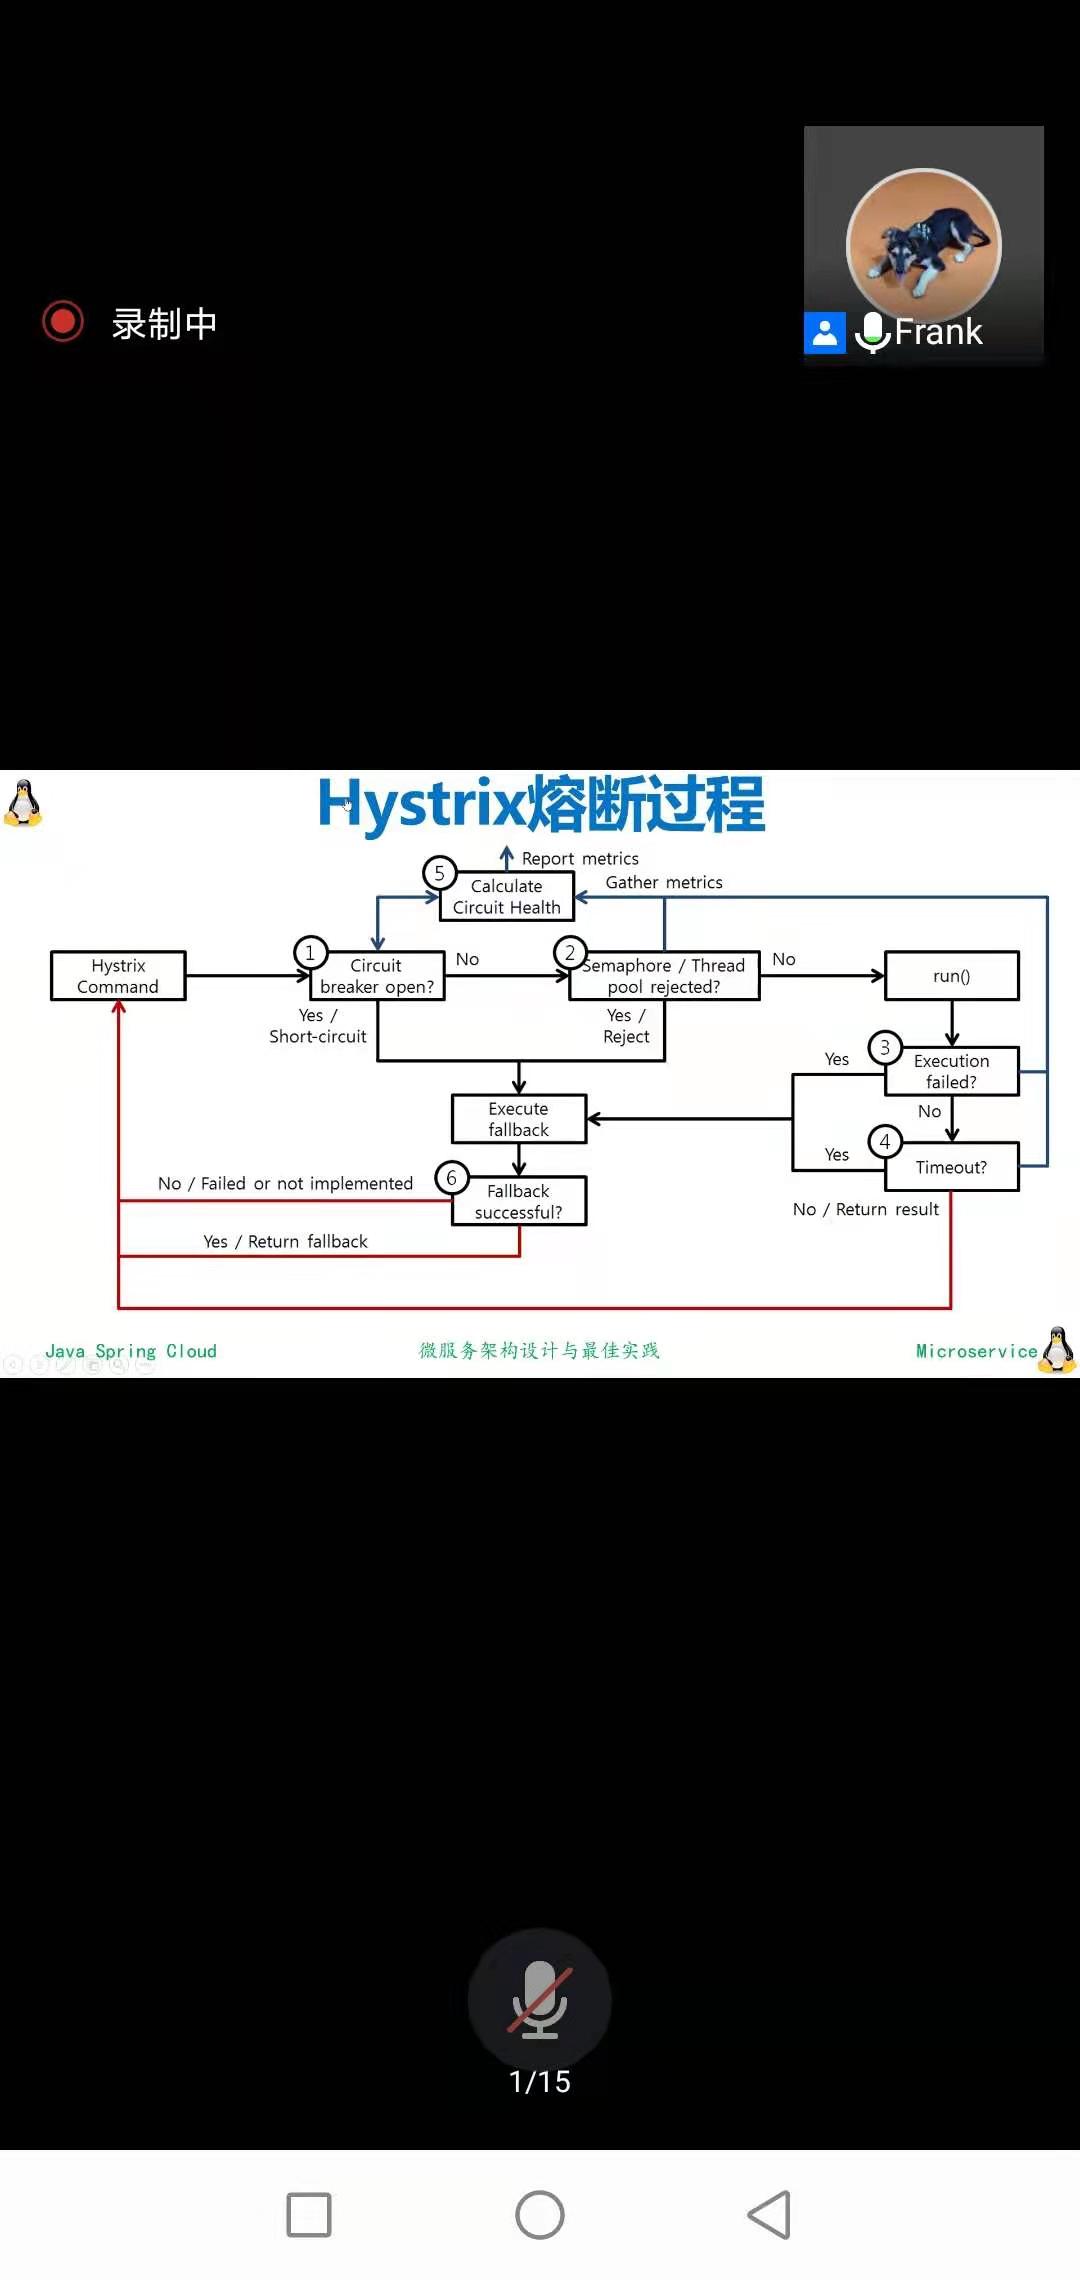 录制中
Frank
Hystrix熔断过程
Report metrics
5
Calculate
Circuit Health
Gather metrics
Hystrix
Command
1
Circuit
breaker open?
No
2
Semaphore / Thread
pool rejected?
No
run()
Yes /
Short-circuit
Yes /
Reject
3
Execution
failed?
Yes
No
Execute
fallback
4
Timeout?
Yes
No / Return result
6
Fallback
successful?
No / Failed or not implemented
Yes / Return fallback
Java Spring Cloud
微服务架构设计与最佳实践
Microservice
1/15